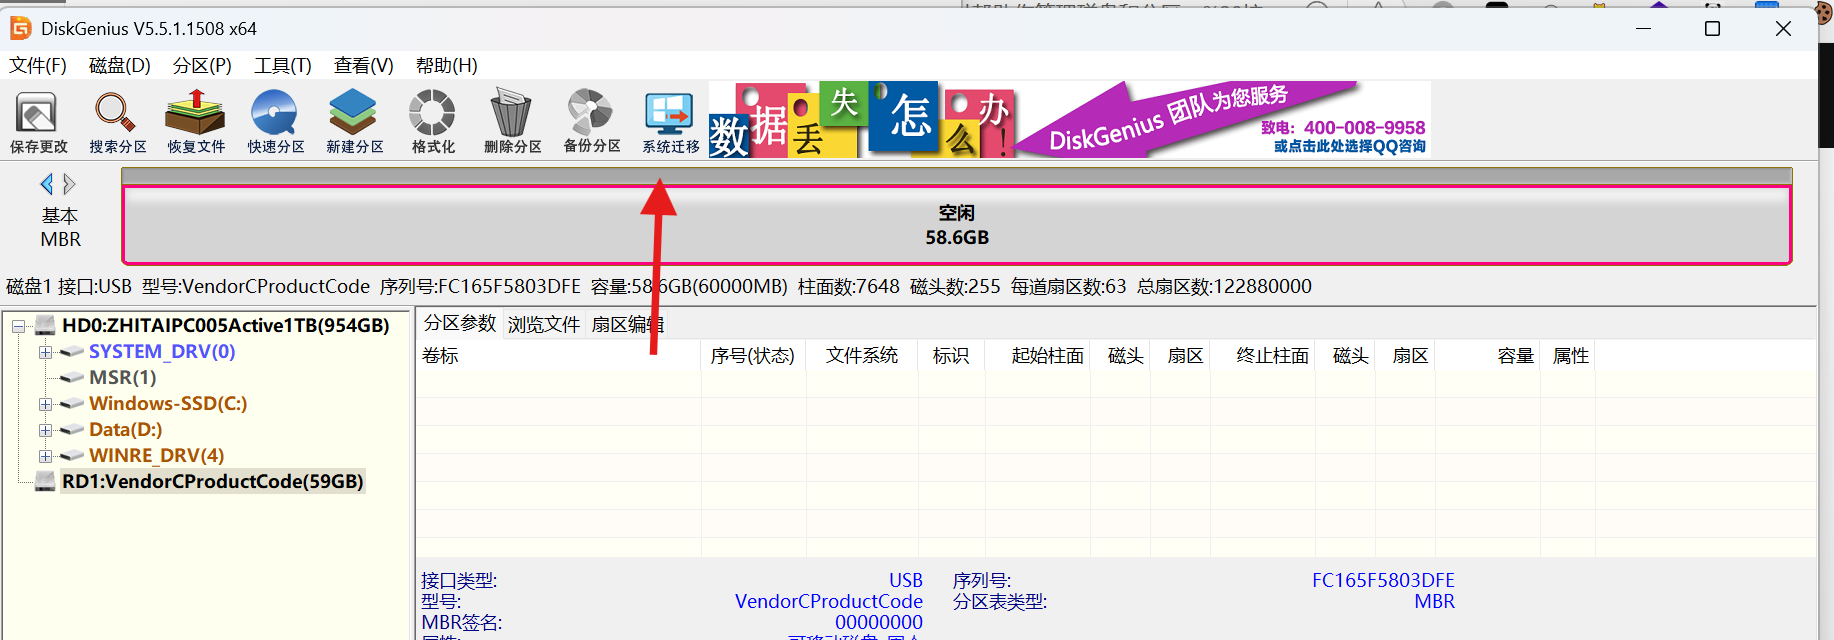 DiskGenius V5.5.1.1508 x64
文件(F) 磁盘(D) 分区(P) 工具(T) 查看(V) 帮助(H)
保存更改 搜索分区 恢复文件 快速分区 新建分区 格式化 删除分区 备份分区 系统迁移
数据丢失怎么办!
DiskGenius 团队为您服务
致电：400-008-9958
或点击此处选择QQ咨询
基本
MBR
空闲
58.6GB
磁盘1 接口:USB 型号:VendorCProductCode 序列号:FC165F5803DFE 容量:58.6GB(60000MB) 柱面数:7648 磁头数:255 每道扇区数:63 总扇区数:122880000
HD0:ZHITAIPC005Active1TB(954GB)
SYSTEM_DRV(0)
MSR(1)
Windows-SSD(C:)
Data(D:)
WINRE_DRV(4)
RD1:VendorCProductCode(59GB)
分区参数 浏览文件 扇区编辑
卷标 序号(状态) 文件系统 标识 起始柱面 磁头 扇区 终止柱面 磁头 扇区 容量 属性
接口类型: USB 序列号: FC165F5803DFE
型号: VendorCProductCode 分区表类型: MBR
MBR签名: 00000000